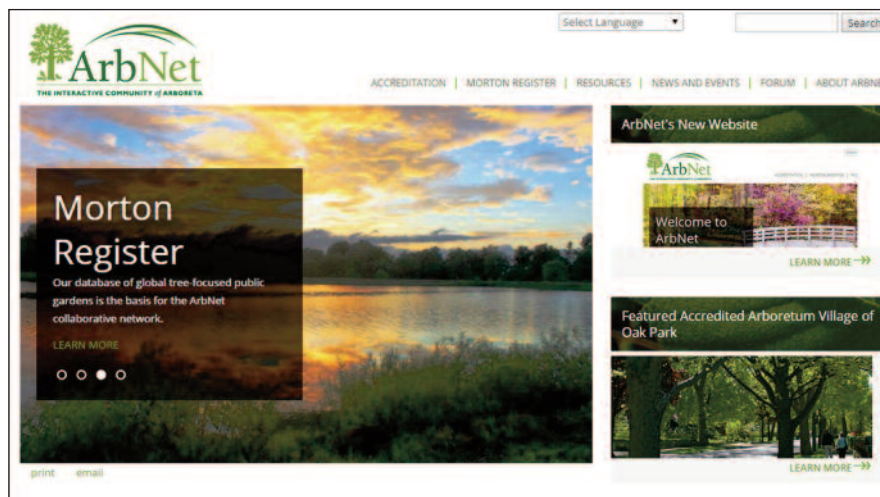 Select Language
Search
ArbNet
THE INTERACTIVE COMMUNITY of ARBORETA
ACCREDITATION | MORTON REGISTER | RESOURCES | NEWS AND EVENTS | FORUM | ABOUT ARBNE
Morton
Register
Our database of global tree-focused public
gardens is the basis for the ArbNet
collaborative network.
LEARN MORE
ArbNet's New Website
ArbNet
Welcome to
ArbNet
LEARN MORE
Featured Accredited Arboretum Village of
Oak Park
LEARN MORE
print email